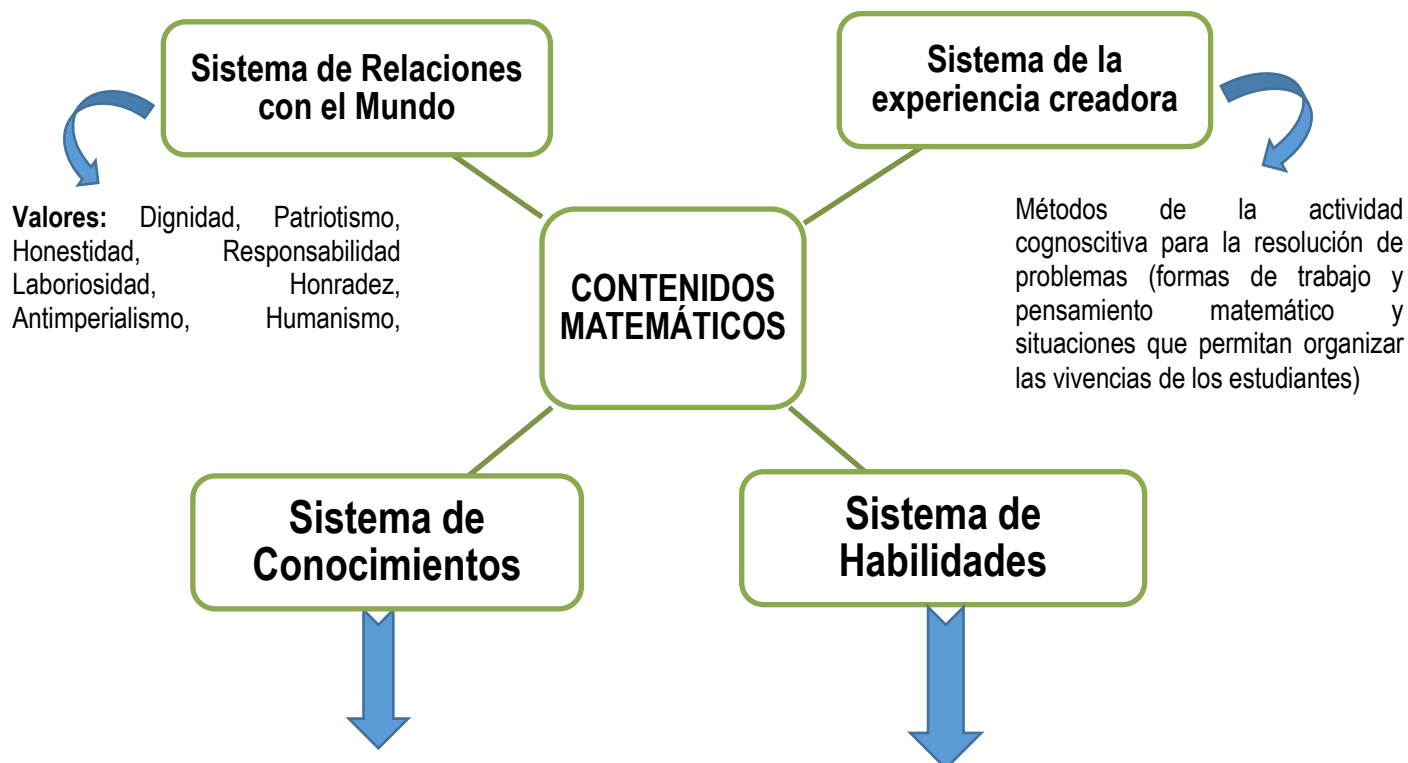 Sistema de Relaciones
con el Mundo
Sistema de la
experiencia creadora
Valores: Dignidad, Patriotismo,
Honestidad, Responsabilidad
Laboriosidad, Honradez,
Antimperialismo, Humanismo,
CONTENIDOS
MATEMÁTICOS
Métodos de la actividad
cognoscitiva para la resolución de
problemas (formas de trabajo y
pensamiento matemático y
situaciones que permitan organizar
las vivencias de los estudiantes)
Sistema de
Conocimientos
Sistema de
Habilidades